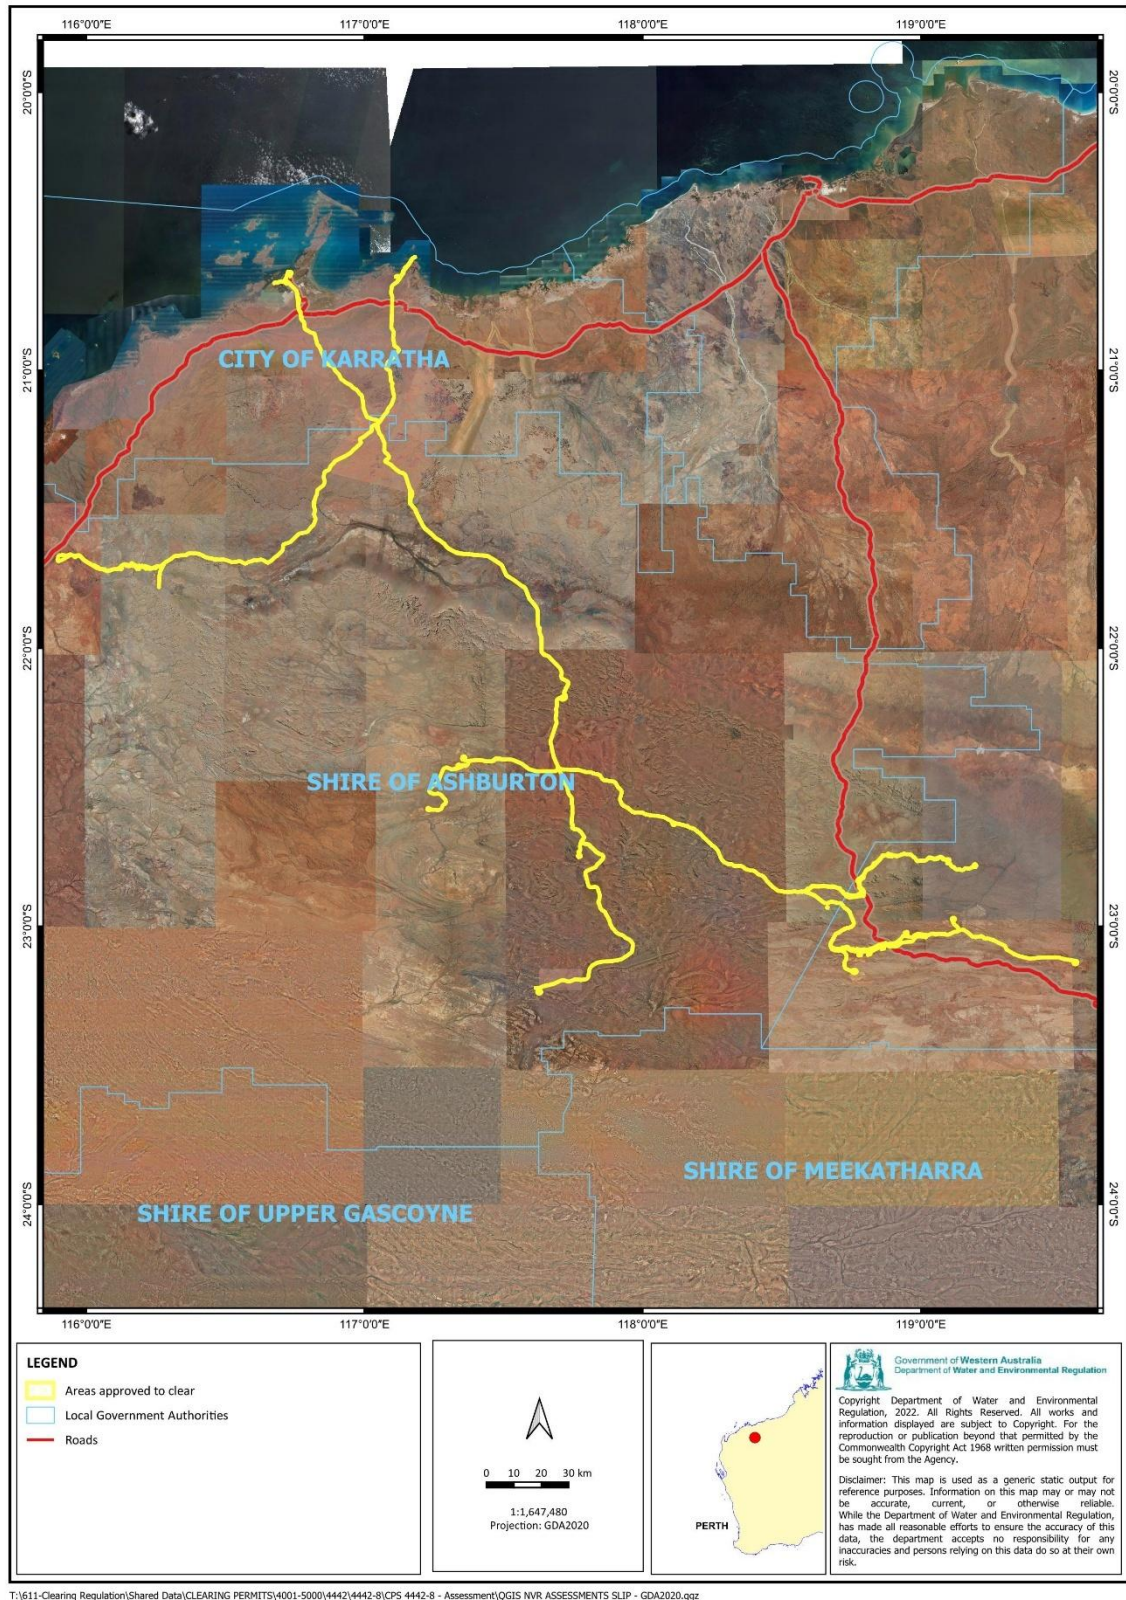 116°0'0"E 117°0'0"E 118°0'0"E 119°0'0"E
20°0'0"S 20°0'0"S
CITY OF KARRATHA
21°0'0"S 21°0'0"S
22°0'0"S 22°0'0"S
SHIRE OF ASHBURTON
23°0'0"S 23°0'0"S
SHIRE OF MEEKATHARRA
24°0'0"S 24°0'0"S
SHIRE OF UPPER GASCOYNE
116°0'0"E 117°0'0"E 118°0'0"E 119°0'0"E
LEGEND
Areas approved to clear
Local Government Authorities
Roads
0 10 20 30 km
1:1,647,480
Projection: GDA2020
PERTH
Government of Western Australia
Department of Water and Environmental Regulation
Copyright Department of Water and Environmental
Regulation, 2022. All Rights Reserved. All works and
information displayed are subject to Copyright. For the
reproduction or publication beyond that permitted by the
Commonwealth Copyright Act 1968 written permission must
be sought from the Agency.
Disclaimer: This map is used as a generic static output for
reference purposes. Information on this map may or may not
be accurate, current, or otherwise reliable.
While the Department of Water and Environmental Regulation,
has made all reasonable efforts to ensure the accuracy of this
data, the department accepts no responsibility for any
inaccuracies and persons relying on this data do so at their own
risk.
T:\611-Clearing Regulation\Shared Data\CLEARING PERMITS\4001-5000\4442\4442-8\CPS 4442-8 - Assessment\QGIS NVR ASSESSMENTS SLIP - GDA2020.qgz